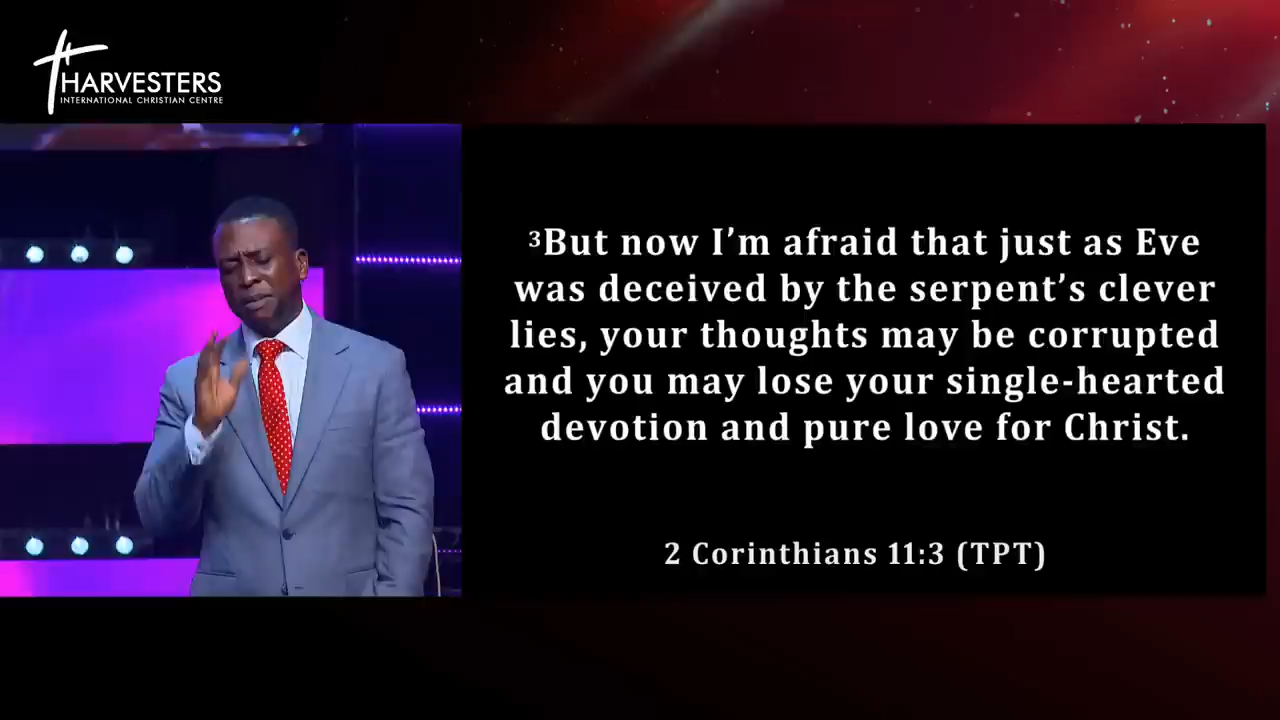 HARVESTERS
INTERNATIONAL CHRISTIAN CENTRE
³But now I’m afraid that just as Eve
was deceived by the serpent’s clever
lies, your thoughts may be corrupted
and you may lose your single-hearted
devotion and pure love for Christ.
2 Corinthians 11:3 (TPT)